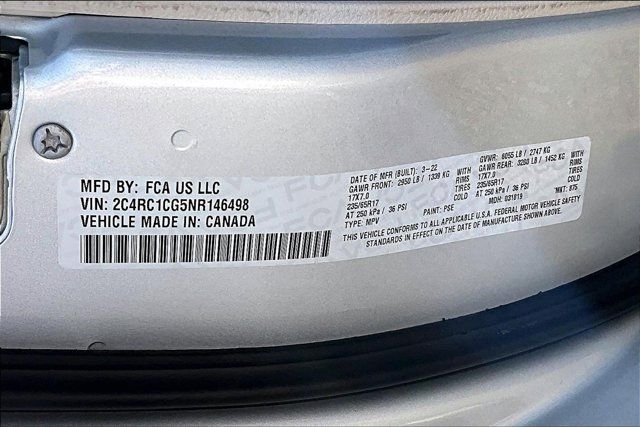 MFD BY: FCA US LLC
VIN: 2C4RC1CG5NR146498
VEHICLE MADE IN: CANADA
DATE OF MFR (BUILT): 3-22
GAWR FRONT: 2950 LB / 1339 KG WITH
17X7.0 RIMS
235/65R17 TIRES
AT 250 kPa / 36 PSI COLD
TYPE: MPV PAINT: PSE
GVWR: 6055 LB / 2747 KG
GAWR REAR: 3200 LB / 1452 KG WITH
17X7.0 RIMS
235/65R17 TIRES
AT 250 kPa / 36 PSI COLD
MDH: 031819 *MKT: 875
THIS VEHICLE CONFORMS TO ALL APPLICABLE U.S.A. FEDERAL MOTOR VEHICLE SAFETY
STANDARDS IN EFFECT ON THE DATE OF MANUFACTURE SHOWN ABOVE.